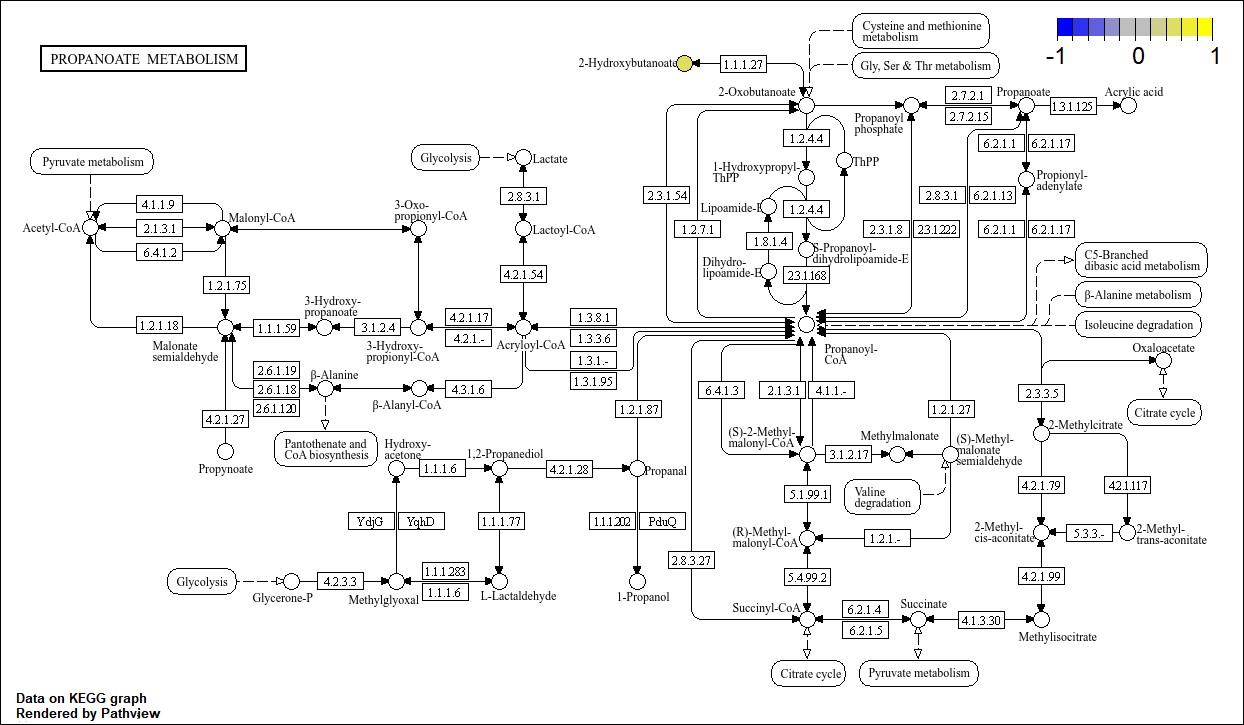 PROPANOATE METABOLISM
-1
0
1
Cysteine and methionine
metabolism
Gly, Ser & Thr metabolism
2-Hydroxybutanoate
1.1.1.27
2-Oxobutanoate
Propanoyl
phosphate
2.7.2.1
2.7.2.15
Propanoate
1.3.1.125
Acrylic acid
1.2.4.4
ThPP
1-Hydroxypropyl-
ThPP
6.2.1.1
6.2.1.17
Propionyl-
adenylate
2.3.1.54
1.2.7.1
Lipoamide-E
1.2.4.4
1.8.1.4
S-Propanoyl-
dihydrolipoamide-E
Dihydro-
lipoamide-E
2.3.1.168
2.8.3.1
6.2.1.13
2.3.1.8
2.3.1.222
6.2.1.1
6.2.1.17
C5-Branched
dibasic acid metabolism
β-Alanine metabolism
Isoleucine degradation
Pyruvate metabolism
Glycolysis
Lactate
2.8.3.1
Lactoyl-CoA
4.2.1.54
Acetyl-CoA
4.1.1.9
2.1.3.1
6.4.1.2
Malonyl-CoA
3-Oxo-
propionyl-CoA
1.2.1.75
1.2.1.18
Malonate
semialdehyde
1.1.1.59
3-Hydroxy-
propanoate
3.1.2.4
3-Hydroxy-
propionyl-CoA
4.2.1.17
4.2.1.-
Acryloyl-CoA
1.3.8.1
1.3.3.6
1.3.1.-
1.3.1.95
Propanoyl-
CoA
2.6.1.19
2.6.1.18
2.6.1.120
β-Alanine
β-Alanyl-CoA
4.3.1.6
4.2.1.27
Propynoate
Pantothenate and
CoA biosynthesis
Hydroxy-
acetone
1.1.1.6
1,2-Propanediol
4.2.1.28
Propanal
1.2.1.87
YdjG
YqhD
1.1.1.77
1.1.1.202
PduQ
Glycolysis
Glycerone-P
4.2.3.3
Methylglyoxal
1.1.1.283
1.1.1.6
L-Lactaldehyde
1-Propanol
6.4.1.3
2.1.3.1
4.1.1.-
1.2.1.27
(S)-2-Methyl-
malonyl-CoA
3.1.2.17
Methylmalonate
(S)-Methyl-
malonate
semialdehyde
Valine
degradation
5.1.99.1
(R)-Methyl-
malonyl-CoA
1.2.1.-
2.8.3.27
5.4.99.2
Succinyl-CoA
6.2.1.4
6.2.1.5
Succinate
4.1.3.30
Methylisocitrate
Citrate cycle
Pyruvate metabolism
Oxaloacetate
Citrate cycle
2.3.3.5
2-Methylcitrate
4.2.1.79
4.2.1.117
2-Methyl-
cis-aconitate
5.3.3.-
2-Methyl-
trans-aconitate
4.2.1.99
Data on KEGG graph
Rendered by Pathview